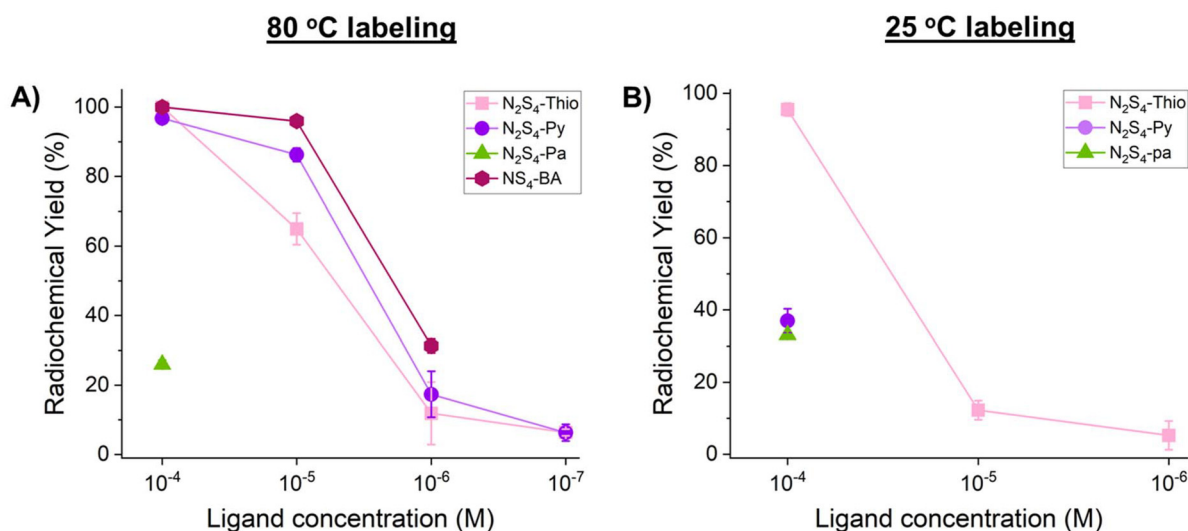 80 °C labeling
25 °C labeling
A)
N₂S₄-Thio
N₂S₄-Py
N₂S₄-Pa
NS₄-BA
Radiochemical Yield (%)
100
80
60
40
20
0
10⁻⁴ 10⁻⁵ 10⁻⁶ 10⁻⁷
Ligand concentration (M)
B)
N₂S₄-Thio
N₂S₄-Py
N₂S₄-pa
Radiochemical Yield (%)
100
80
60
40
20
0
10⁻⁴ 10⁻⁵ 10⁻⁶
Ligand concentration (M)